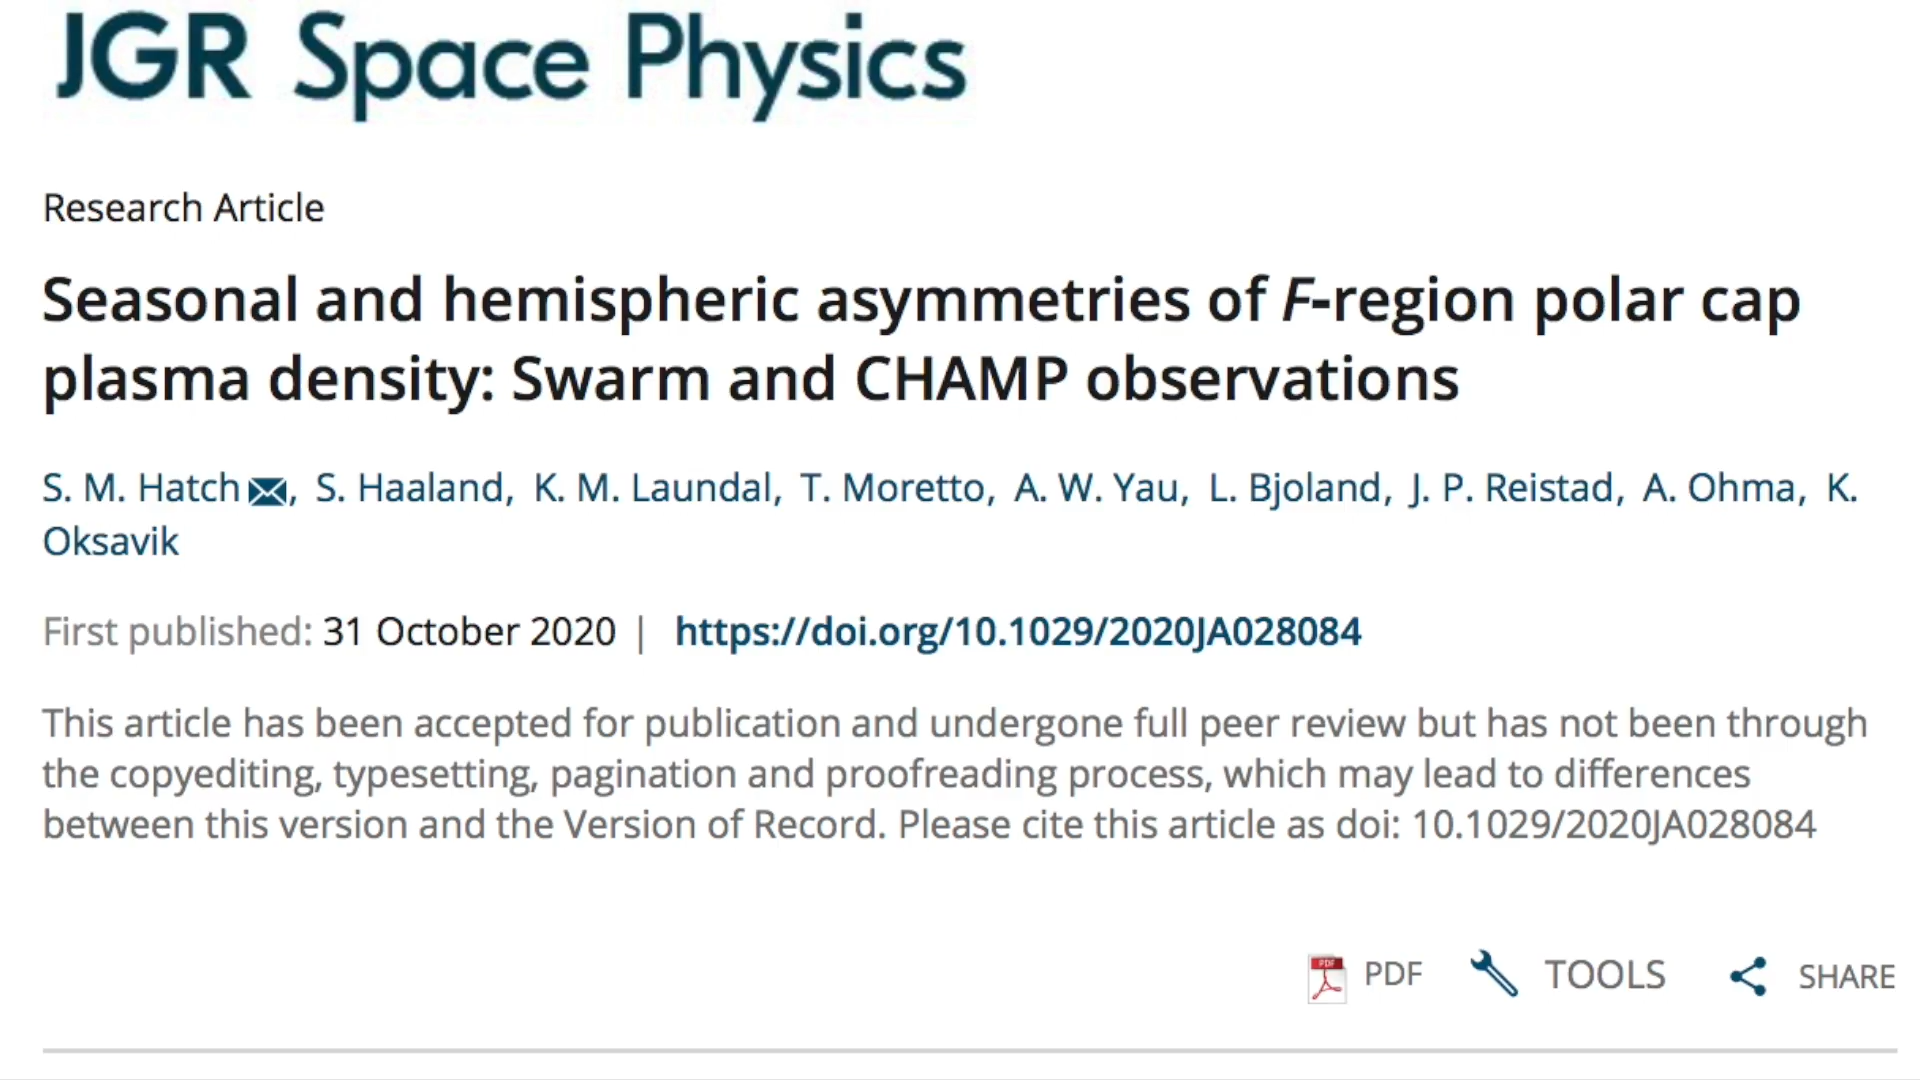 JGR Space Physics
Research Article
Seasonal and hemispheric asymmetries of F-region polar cap
plasma density: Swarm and CHAMP observations
S. M. Hatch, S. Haaland, K. M. Laundal, T. Moretto, A. W. Yau, L. Bjoland, J. P. Reistad, A. Ohma, K.
Oksavik
First published: 31 October 2020 | https://doi.org/10.1029/2020JA028084
This article has been accepted for publication and undergone full peer review but has not been through
the copyediting, typesetting, pagination and proofreading process, which may lead to differences
between this version and the Version of Record. Please cite this article as doi: 10.1029/2020JA028084
PDF PDF TOOLS SHARE